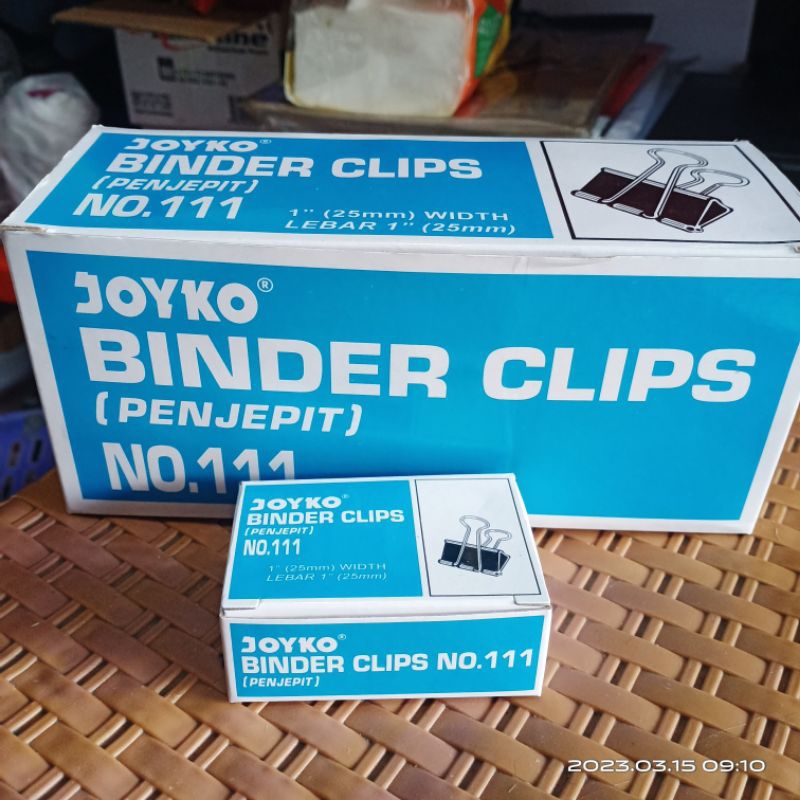 JOYKO®
BINDER CLIPS
(PENJEPIT)
NO.111
1" (25mm) WIDTH
LEBAR 1" (25mm)
JOYKO®
BINDER CLIPS
(PENJEPIT)
NO.111
JOYKO®
BINDER CLIPS
(PENJEPIT)
NO.111
1" (25mm) WIDTH
LEBAR 1" (25mm)
JOYKO®
BINDER CLIPS NO.111
(PENJEPIT)
2023.03.15 09:10